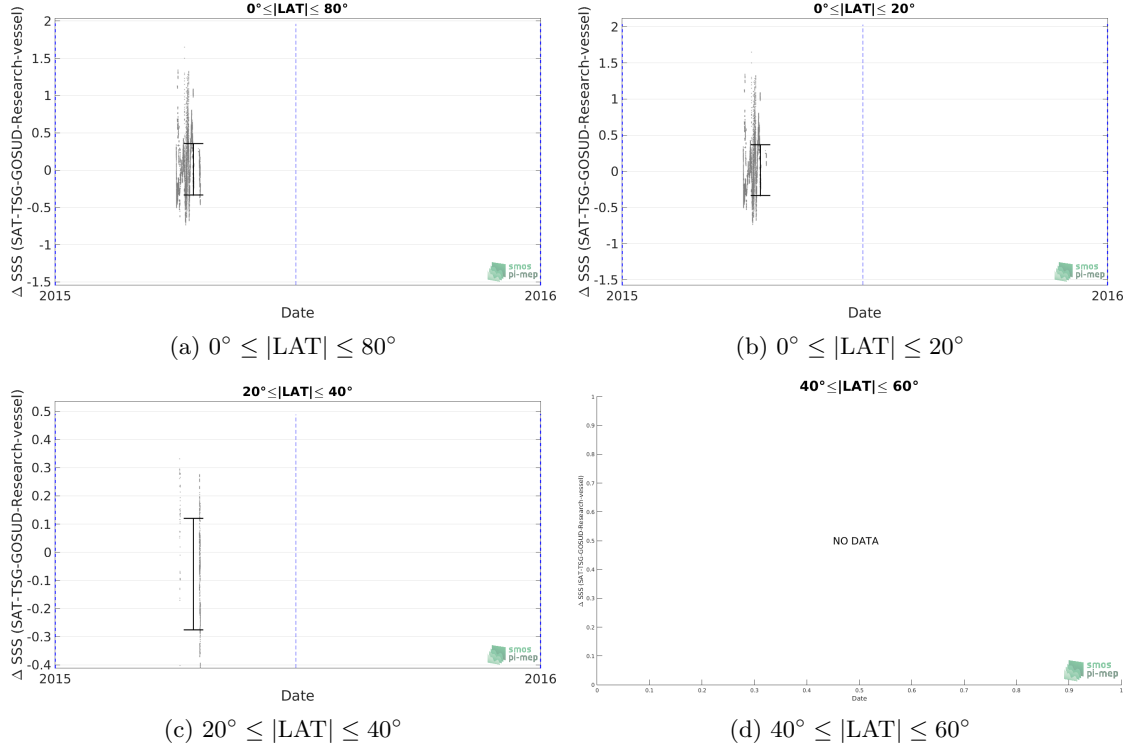 0°≤|LAT|≤ 80°
Δ SSS (SAT-TSG-GOSUD-Research-vessel)
2
1.5
1
0.5
0
-0.5
-1
-1.5
2015
2016
Date
smos
pi-mep
(a) 0° ≤ |LAT| ≤ 80°
0°≤|LAT|≤ 20°
Δ SSS (SAT-TSG-GOSUD-Research-vessel)
2
1.5
1
0.5
0
-0.5
-1
-1.5
2015
2016
Date
smos
pi-mep
(b) 0° ≤ |LAT| ≤ 20°
20°≤|LAT|≤ 40°
Δ SSS (SAT-TSG-GOSUD-Research-vessel)
0.5
0.4
0.3
0.2
0.1
0
-0.1
-0.2
-0.3
-0.4
2015
2016
Date
smos
pi-mep
(c) 20° ≤ |LAT| ≤ 40°
40°≤|LAT|≤ 60°
Δ SSS (SAT-TSG-GOSUD-Research-vessel)
1
0.9
0.8
0.7
0.6
0.5
0.4
0.3
0.2
0.1
0
NO DATA
0 0.1 0.2 0.3 0.4 0.5 0.6 0.7 0.8 0.9 1
Date
smos
pi-mep
(d) 40° ≤ |LAT| ≤ 60°